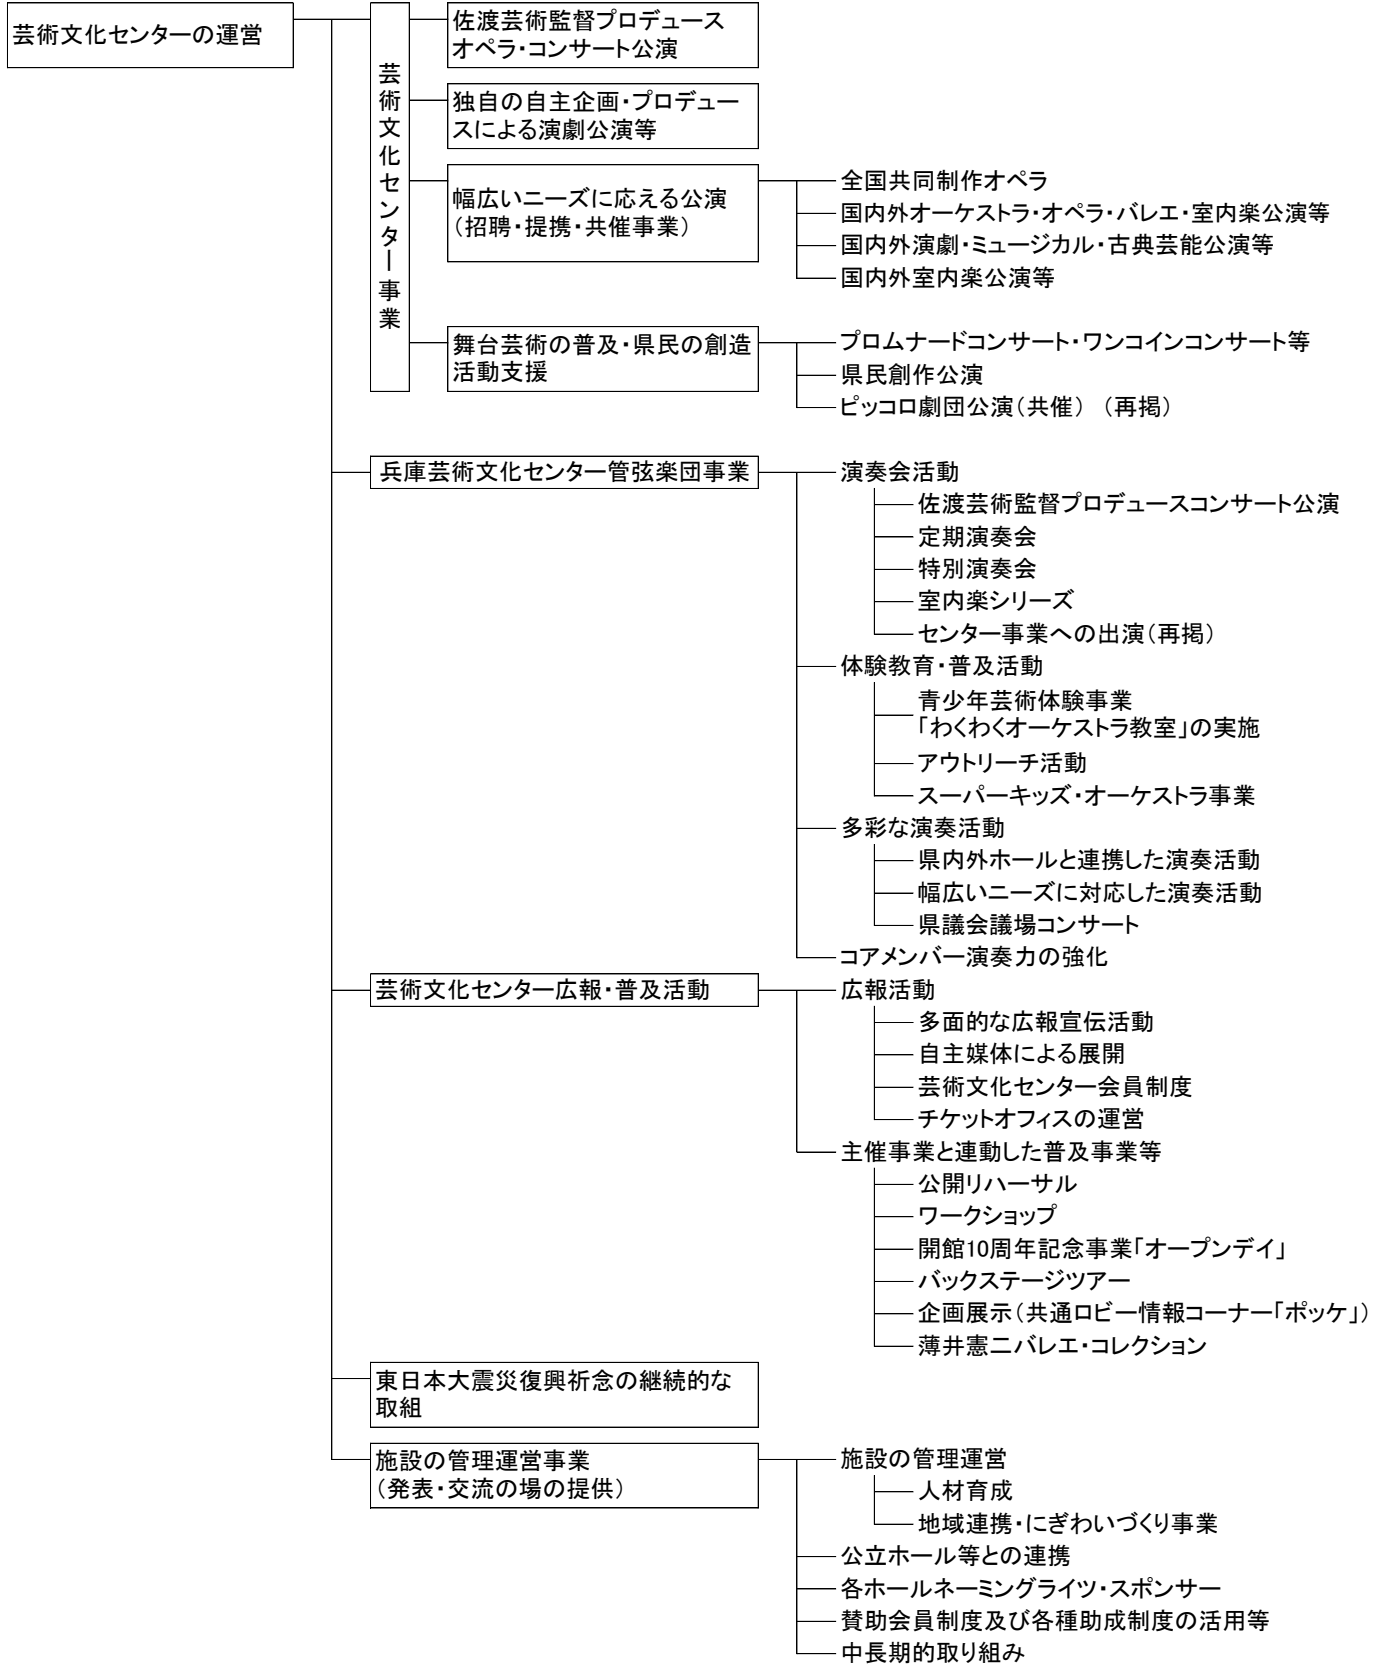 芸術文化センターの運営
芸術文化センター事業
佐渡芸術監督プロデュース
オペラ・コンサート公演
独自の自主企画・プロデュー
スによる演劇公演等
幅広いニーズに応える公演
(招聘・提携・共催事業)
全国共同制作オペラ
国内外オーケストラ・オペラ・バレエ・室内楽公演等
国内外演劇・ミュージカル・古典芸能公演等
国内外室内楽公演等
舞台芸術の普及・県民の創造
活動支援
プロムナードコンサート・ワンコインコンサート等
県民創作公演
ピッコロ劇団公演(共催) (再掲)
兵庫芸術文化センター管弦楽団事業
演奏会活動
佐渡芸術監督プロデュースコンサート公演
定期演奏会
特別演奏会
室内楽シリーズ
センター事業への出演(再掲)
体験教育・普及活動
青少年芸術体験事業
「わくわくオーケストラ教室」の実施
アウトリーチ活動
スーパーキッズ・オーケストラ事業
多彩な演奏活動
県内外ホールと連携した演奏活動
幅広いニーズに対応した演奏活動
県議会議場コンサート
コアメンバー演奏力の強化
芸術文化センター広報・普及活動
広報活動
多面的な広報宣伝活動
自主媒体による展開
芸術文化センター会員制度
チケットオフィスの運営
主催事業と連動した普及事業等
公開リハーサル
ワークショップ
開館10周年記念事業「オープンデイ」
バックステージツアー
企画展示(共通ロビー情報コーナー「ポッケ」)
薄井憲二バレエ・コレクション
東日本大震災復興祈念の継続的な
取組
施設の管理運営事業
(発表・交流の場の提供)
施設の管理運営
人材育成
地域連携・にぎわいづくり事業
公立ホール等との連携
各ホールネーミングライツ・スポンサー
賛助会員制度及び各種助成制度の活用等
中長期的取り組み